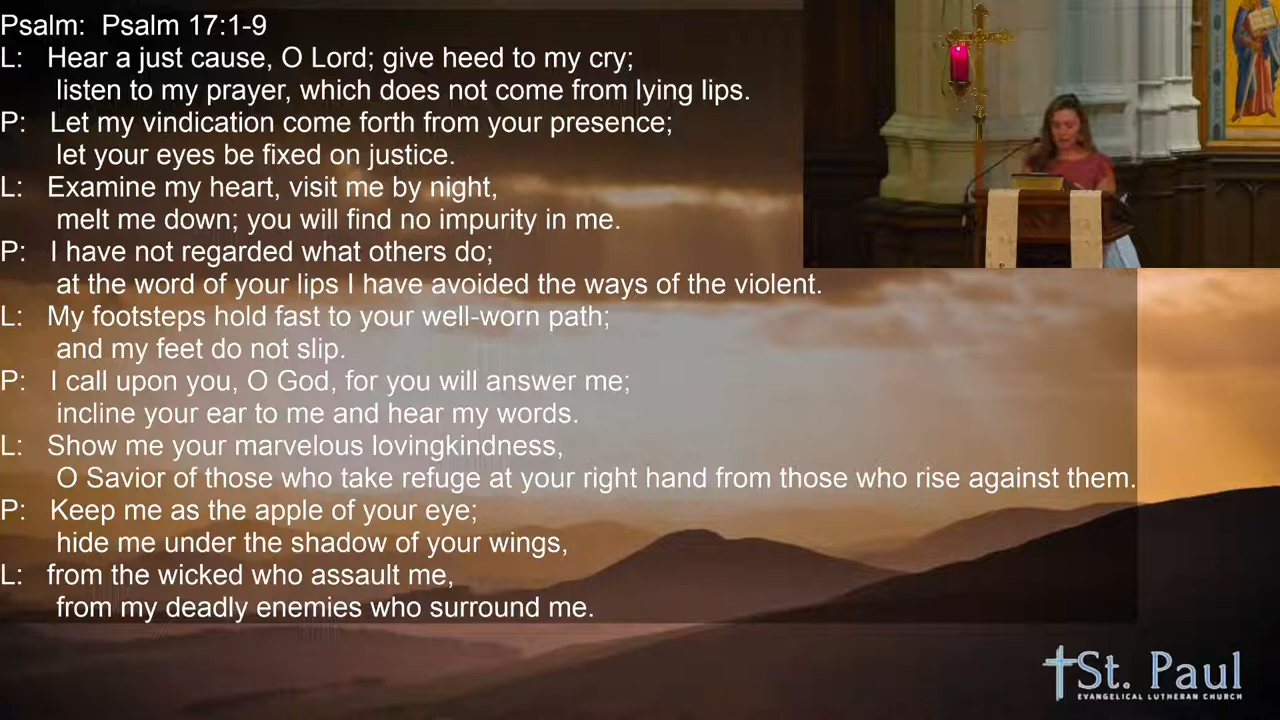 Psalm: Psalm 17:1-9
L: Hear a just cause, O Lord; give heed to my cry;
listen to my prayer, which does not come from lying lips.
P: Let my vindication come forth from your presence;
let your eyes be fixed on justice.
L: Examine my heart, visit me by night,
melt me down; you will find no impurity in me.
P: I have not regarded what others do;
at the word of your lips I have avoided the ways of the violent.
L: My footsteps hold fast to your well-worn path;
and my feet do not slip.
P: I call upon you, O God, for you will answer me;
incline your ear to me and hear my words.
L: Show me your marvelous lovingkindness,
O Savior of those who take refuge at your right hand from those who rise against them.
P: Keep me as the apple of your eye;
hide me under the shadow of your wings,
L: from the wicked who assault me,
from my deadly enemies who surround me.
St. Paul
EVANGELICAL LUTHERAN CHURCH